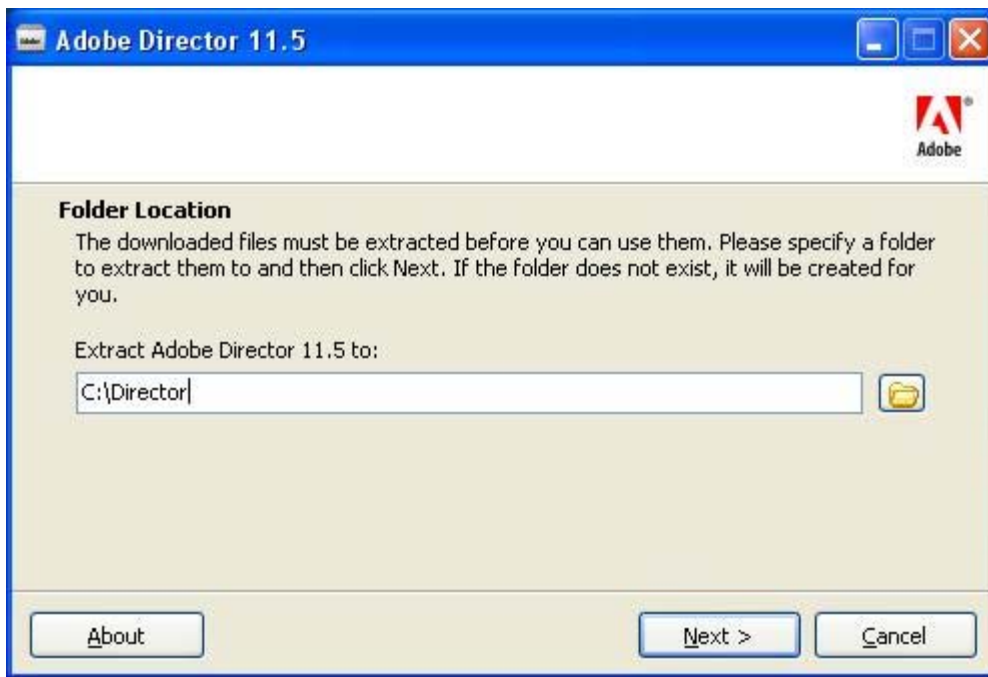 Adobe Director 11.5
Adobe
Folder Location
The downloaded files must be extracted before you can use them. Please specify a folder
to extract them to and then click Next. If the folder does not exist, it will be created for
you.
Extract Adobe Director 11.5 to:
C:\Director
About
Next >
Cancel